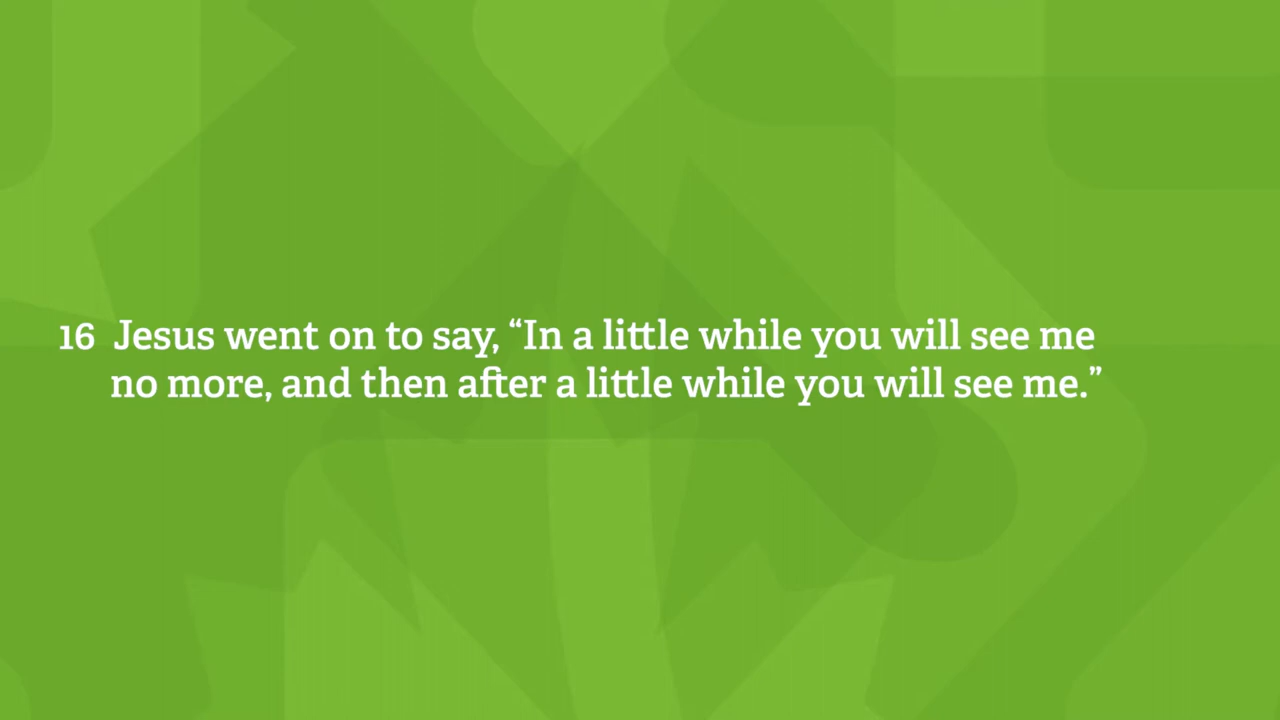 16 Jesus went on to say, “In a little while you will see me
no more, and then after a little while you will see me.”